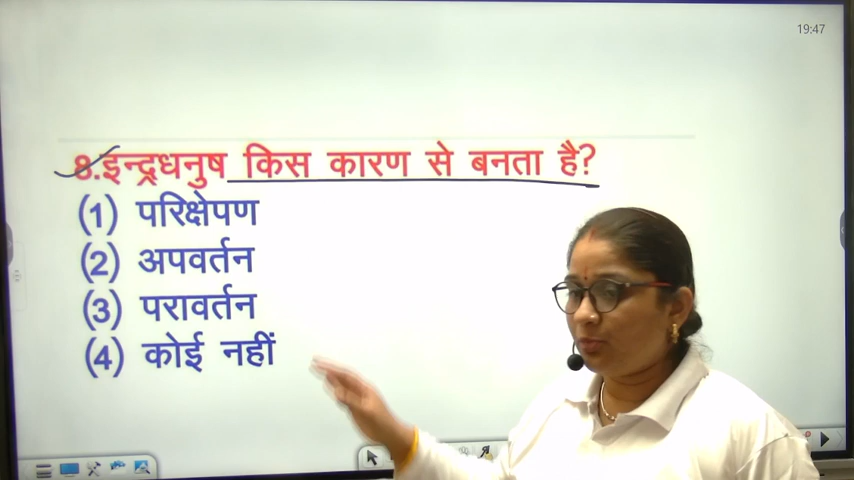 19:47
8.इन्द्रधनुष किस कारण से बनता है?
(1) परिक्षेपण
(2) अपवर्तन
(3) परावर्तन
(4) कोई नहीं